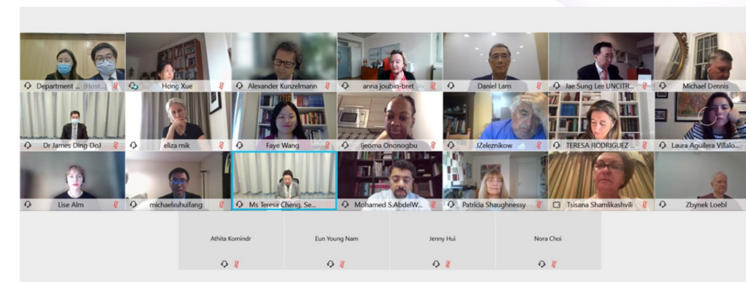 Department ... (Host...
Hong Xue
Alexander Kunzelmann
anna joubin-bret
Daniel Lam
Jae Sung Lee UNCITR...
Michael Dennis
Dr James Ding DoJ
eliza mik
Faye Wang
Ijeoma Ononogbu
JZeleznikow
TERESA RODRIGUEZ ...
Laura Aguilera Villalo...
Lise Alm
michaelxuhuifang
Ms Teresa Cheng, Se...
Mohamed S.AbdelW...
Patricia Shaughnessy
Tsisana Shamlikashvili
Zbynek Loebl
Athita Komindr
Eun Young Nam
Jenny Hui
Nora Choi